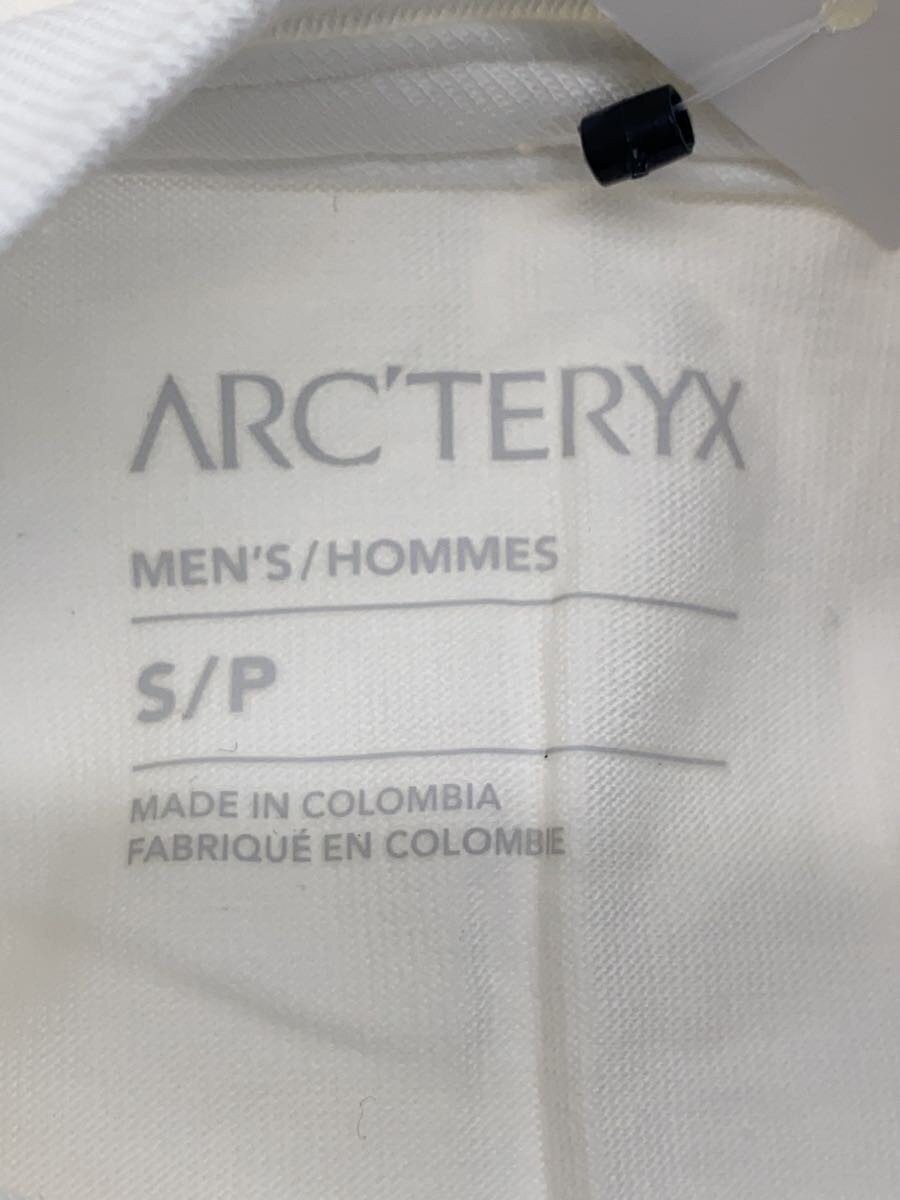 ARC'TERYX
MEN'S/HOMMES
S/P
MADE IN COLOMBIA
FABRIQUÉ EN COLOMBIE